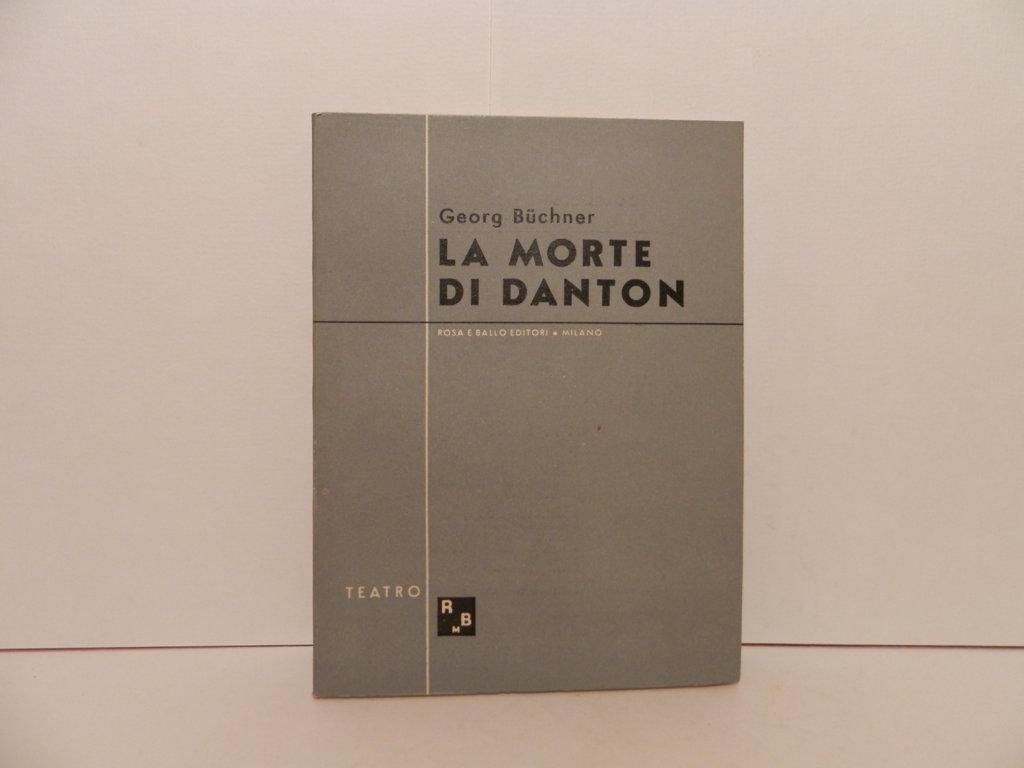 Georg Büchner
LA MORTE
DI DANTON
ROSA E BALLO EDITORI • MILANO
TEATRO
R
B
M